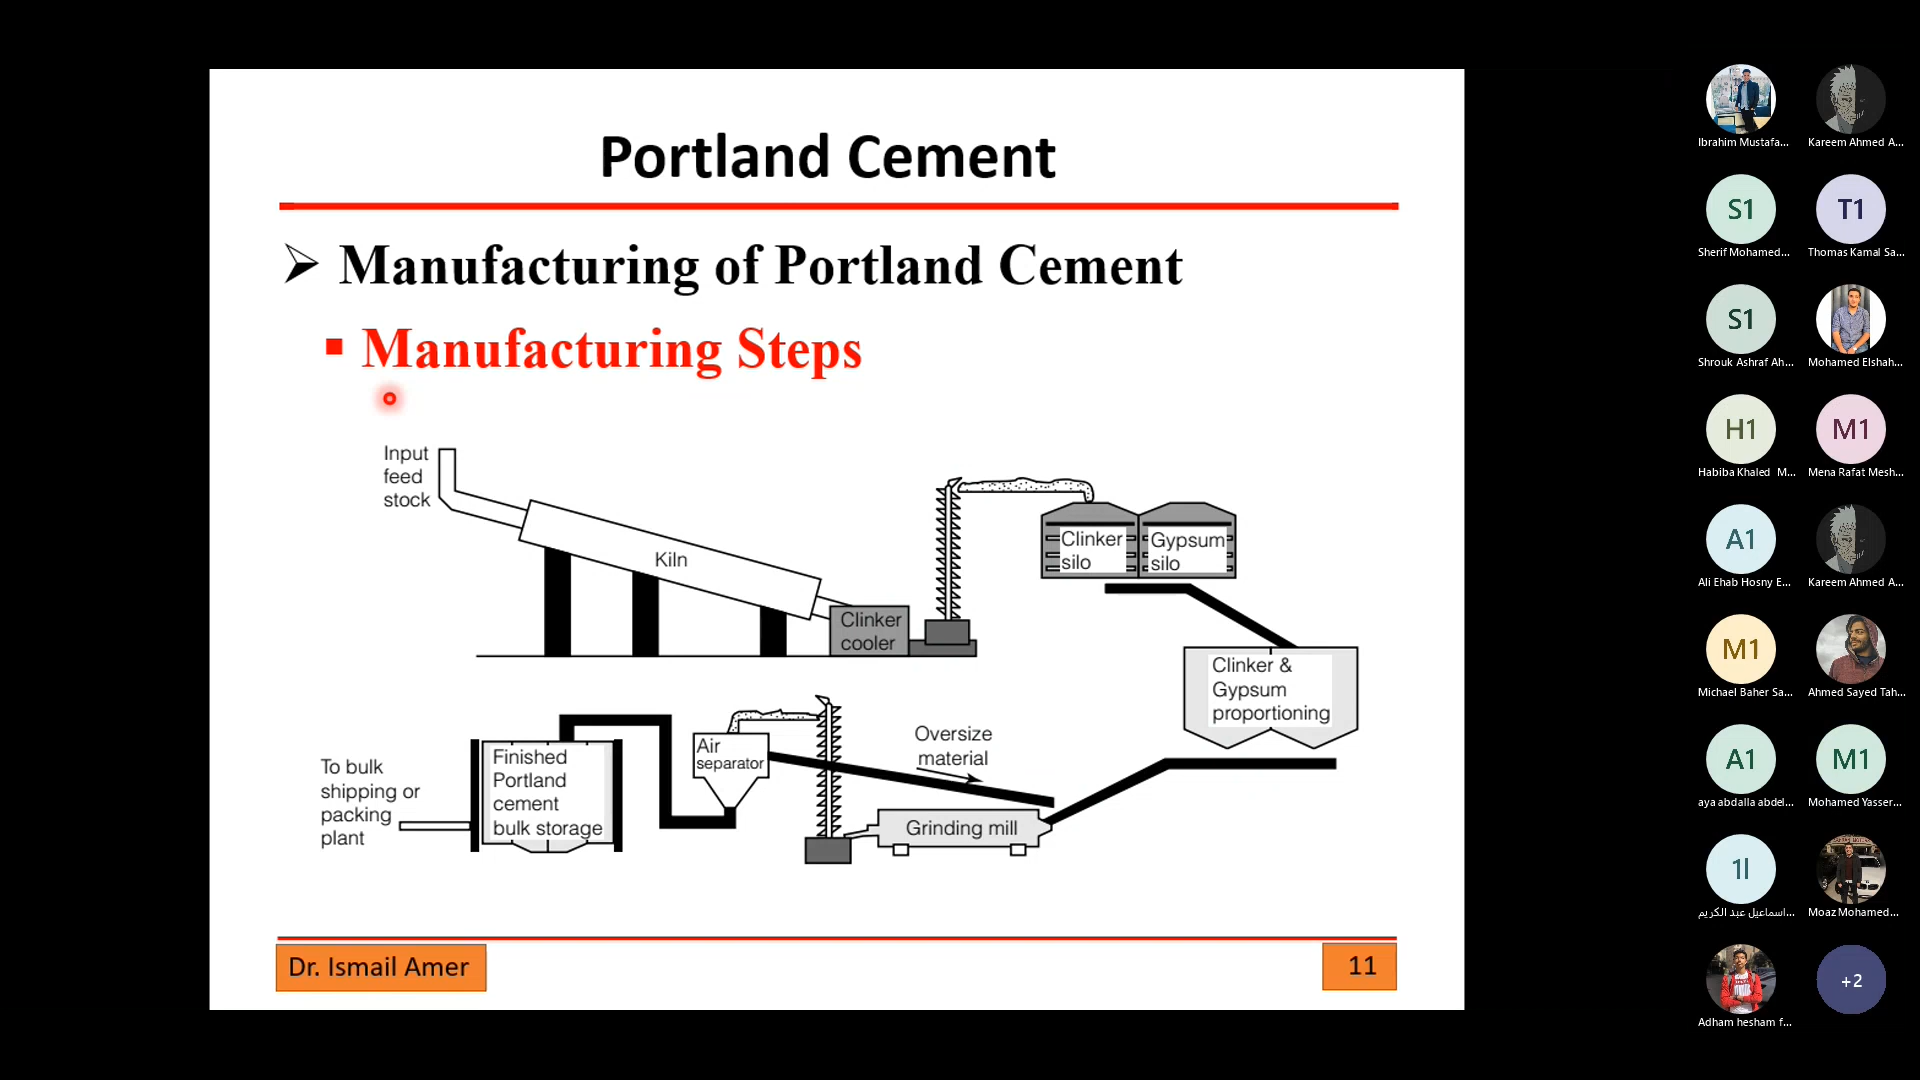 Portland Cement
Manufacturing of Portland Cement
Manufacturing Steps
Input
feed
stock
Kiln
Clinker
cooler
Clinker
silo
Gypsum
silo
Clinker &
Gypsum
proportioning
Oversize
material
Grinding mill
Air
separator
Finished
Portland
cement
bulk storage
To bulk
shipping or
packing
plant
Dr. Ismail Amer
11
Ibrahim Mustafa...
Kareem Ahmed A...
S1
T1
Sherif Mohamed...
Thomas Kamal Sa...
S1
Shrouk Ashraf Ah...
Mohamed Elshah...
H1
M1
Habiba Khaled M...
Mena Rafat Mesh...
A1
Ali Ehab Hosny E...
Kareem Ahmed A...
M1
Michael Baher Sa...
Ahmed Sayed Tah...
A1
M1
aya abdalla abdel...
Mohamed Yasser...
1ا
اسماعيل عبد الكريم...
Moaz Mohamed...
Adham hesham f...
+2